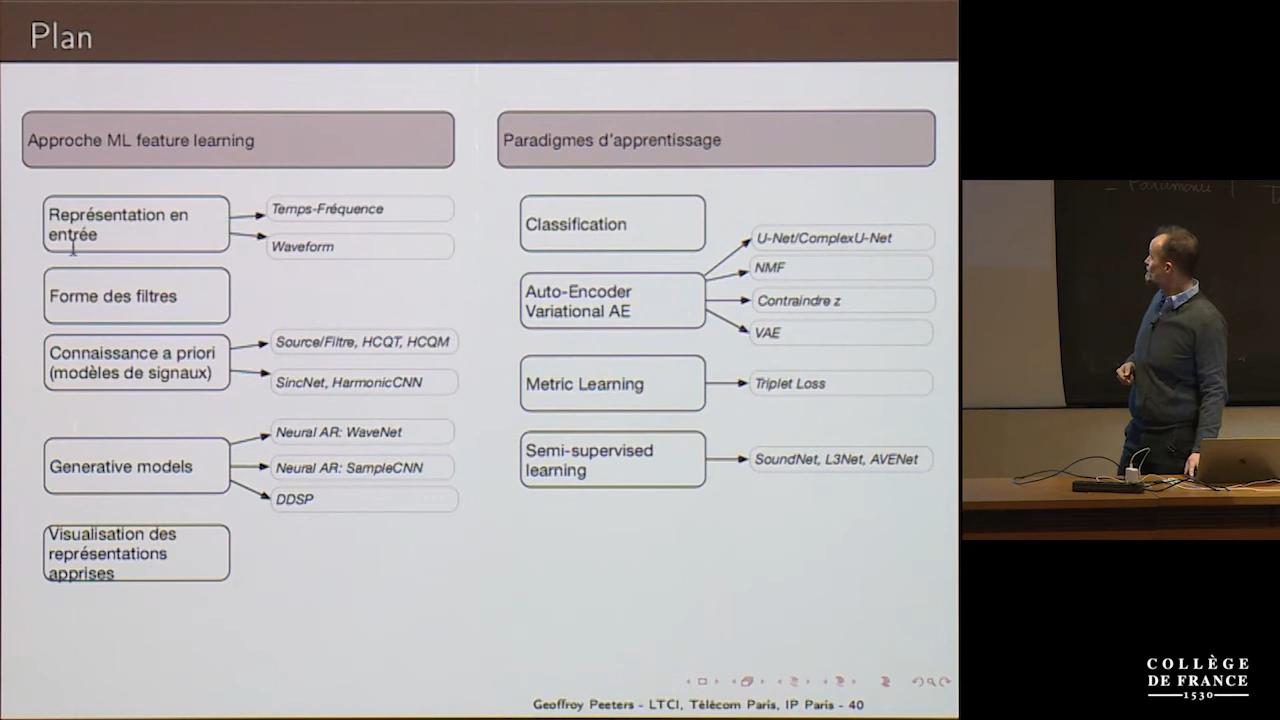 Plan
Approche ML feature learning
Représentation en
entrée
Temps-Fréquence
Waveform
Forme des filtres
Connaissance a priori
(modèles de signaux)
Source/Filtre, HCQT, HCQM
SincNet, HarmonicCNN
Generative models
Neural AR: WaveNet
Neural AR: SampleCNN
DDSP
Visualisation des
représentations
apprises
Paradigmes d'apprentissage
Classification
Auto-Encoder
Variational AE
U-Net/ComplexU-Net
NMF
Contraindre z
VAE
Metric Learning
Triplet Loss
Semi-supervised
learning
SoundNet, L3Net, AVENet
Geoffroy Peeters - LTCI, Télécom Paris, IP Paris - 40
COLLÈGE
DE FRANCE
1530